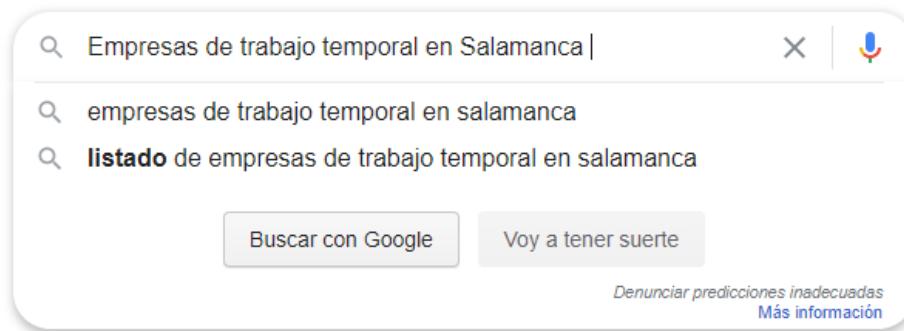 Empresas de trabajo temporal en Salamanca
empresas de trabajo temporal en salamanca
listado de empresas de trabajo temporal en salamanca
Buscar con Google
Voy a tener suerte
Denunciar predicciones inadecuadas
Más información